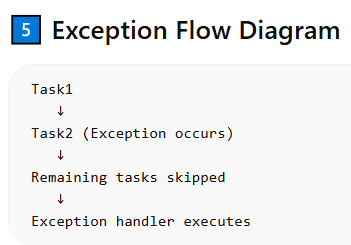 5 Exception Flow Diagram
Task1
↓
Task2 (Exception occurs)
↓
Remaining tasks skipped
↓
Exception handler executes